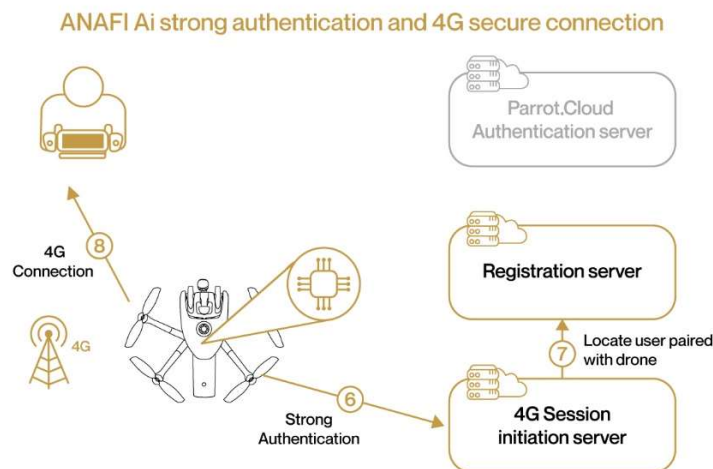 ANAFI Ai strong authentication and 4G secure connection
Parrot.Cloud
Authentication server
8
4G
Connection
Registration server
4G
7
Locate user paired
with drone
6
Strong
Authentication
4G Session
initiation server